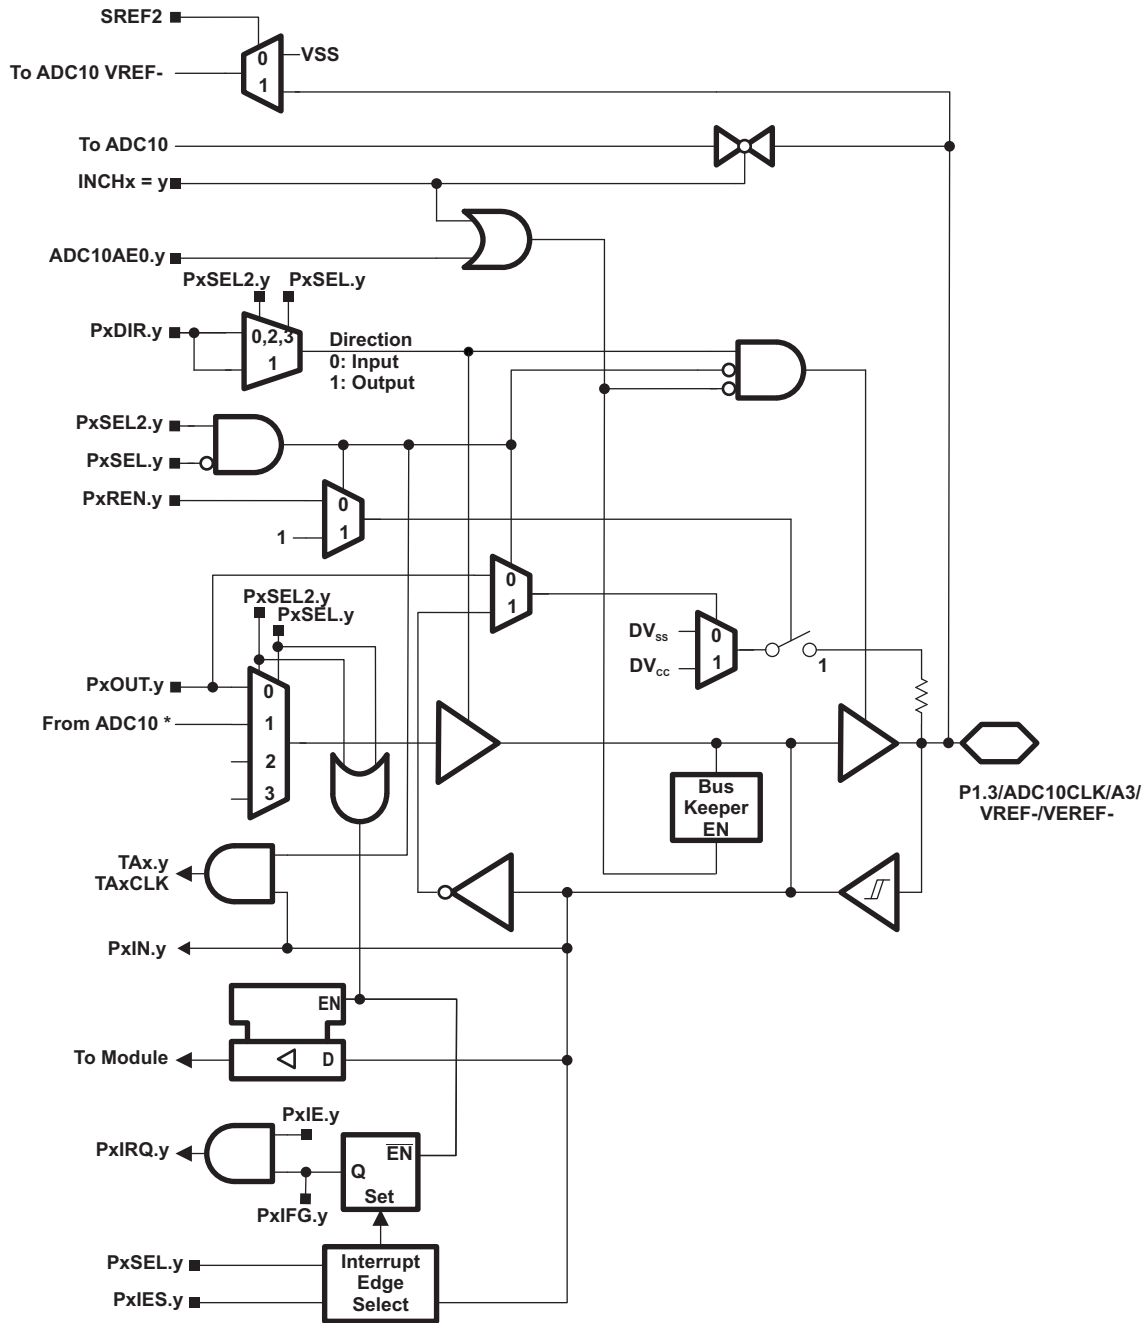 SREF2
0
VSS
To ADC10 VREF-
1
To ADC10
INCHx = y
ADC10AE0.y
PxSEL2.y
PxSEL.y
PxDIR.y
0,2,3
1
Direction
0: Input
1: Output
PxSEL2.y
PxSEL.y
PxREN.y
0
1
1
0
1
PxSEL2.y
PxSEL.y
DVSS
0
DVCC
1
1
PxOUT.y
0
From ADC10 *
1
2
3
Bus
Keeper
EN
P1.3/ADC10CLK/A3/
VREF-/VEREF-
TAx.y
TAxCLK
PxIN.y
EN
To Module
D
PxIE.y
PxIRQ.y
EN
Q
Set
PxIFG.y
PxSEL.y
PxIES.y
Interrupt
Edge
Select